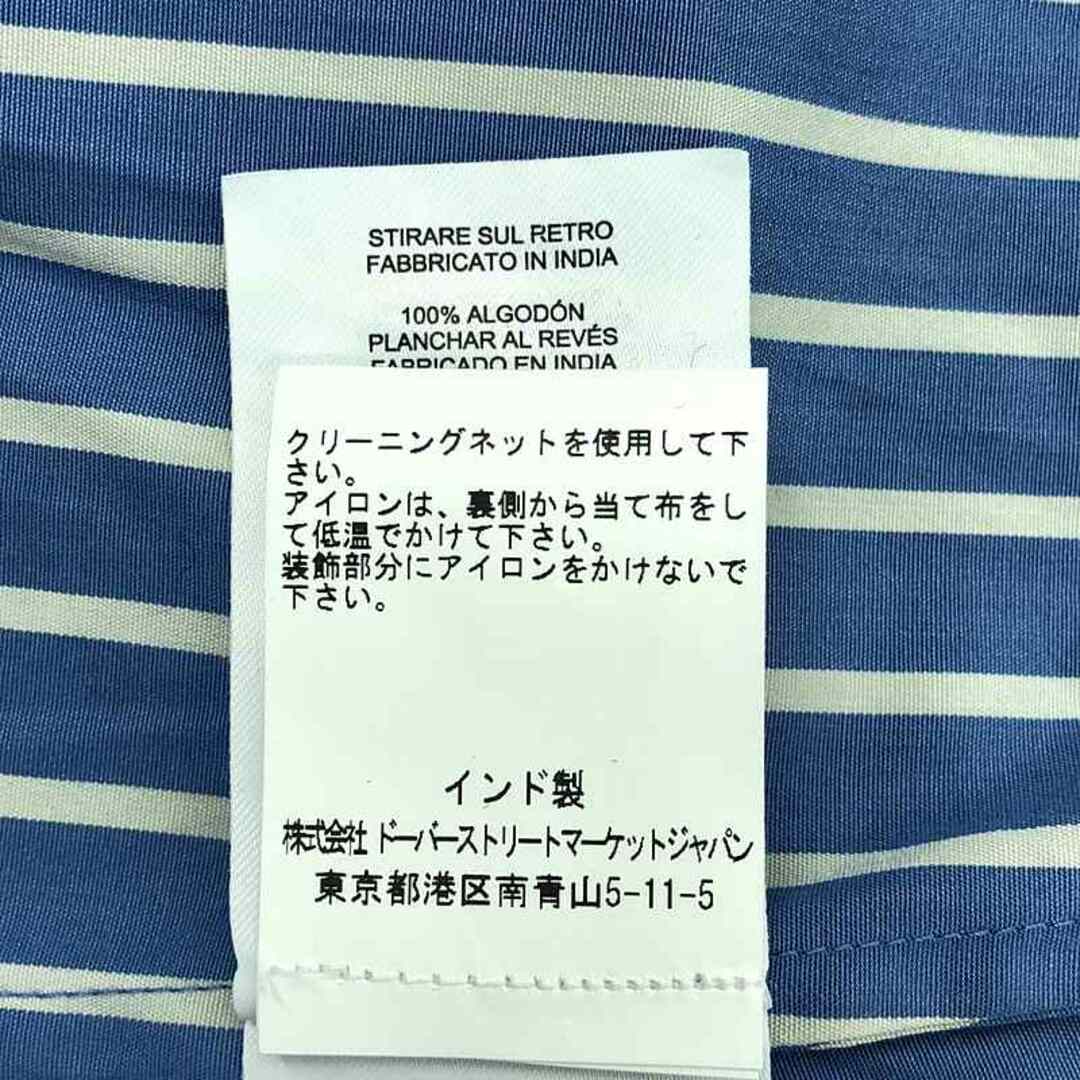 STIRARE SUL RETRO
FABBRICATO IN INDIA
100% ALGODÓN
PLANCHAR AL REVÉS
FABRICADO EN INDIA
クリーニングネットを使用して下
さい。
アイロンは、裏側から当て布をし
て低温でかけて下さい。
装飾部分にアイロンをかけないで
下さい。
インド製
株式会社 ドーバーストリートマーケットジャパン
東京都港区南青山5-11-5